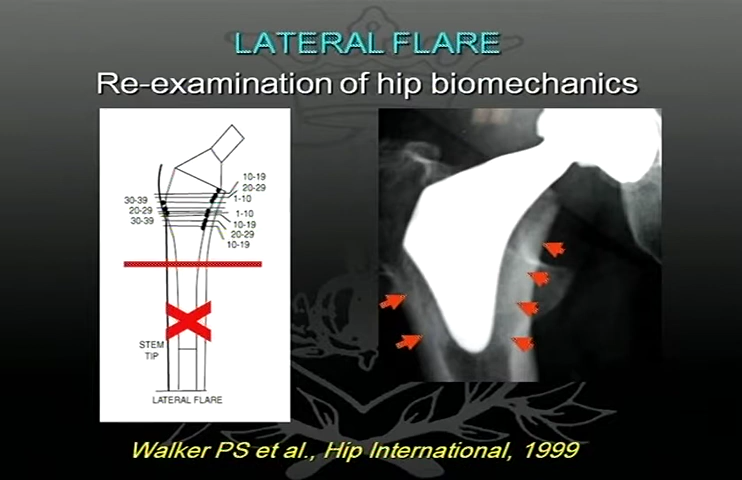 LATERAL FLARE
Re-examination of hip biomechanics
10-19
20-29
1-10
30-39
20-29
30-39
1-10
10-19
20-29
10-19
STEM
TIP
LATERAL FLARE
Walker PS et al., Hip International, 1999